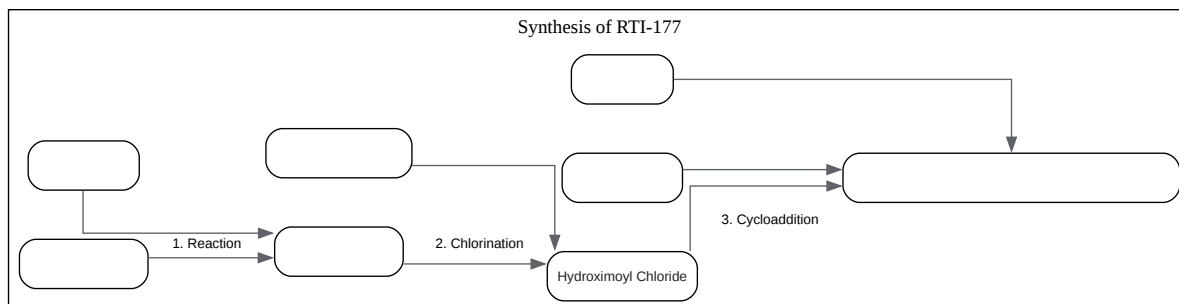 Synthesis of RTI-177
1. Reaction
2. Chlorination
3. Cycloaddition
Hydroximoyl Chloride